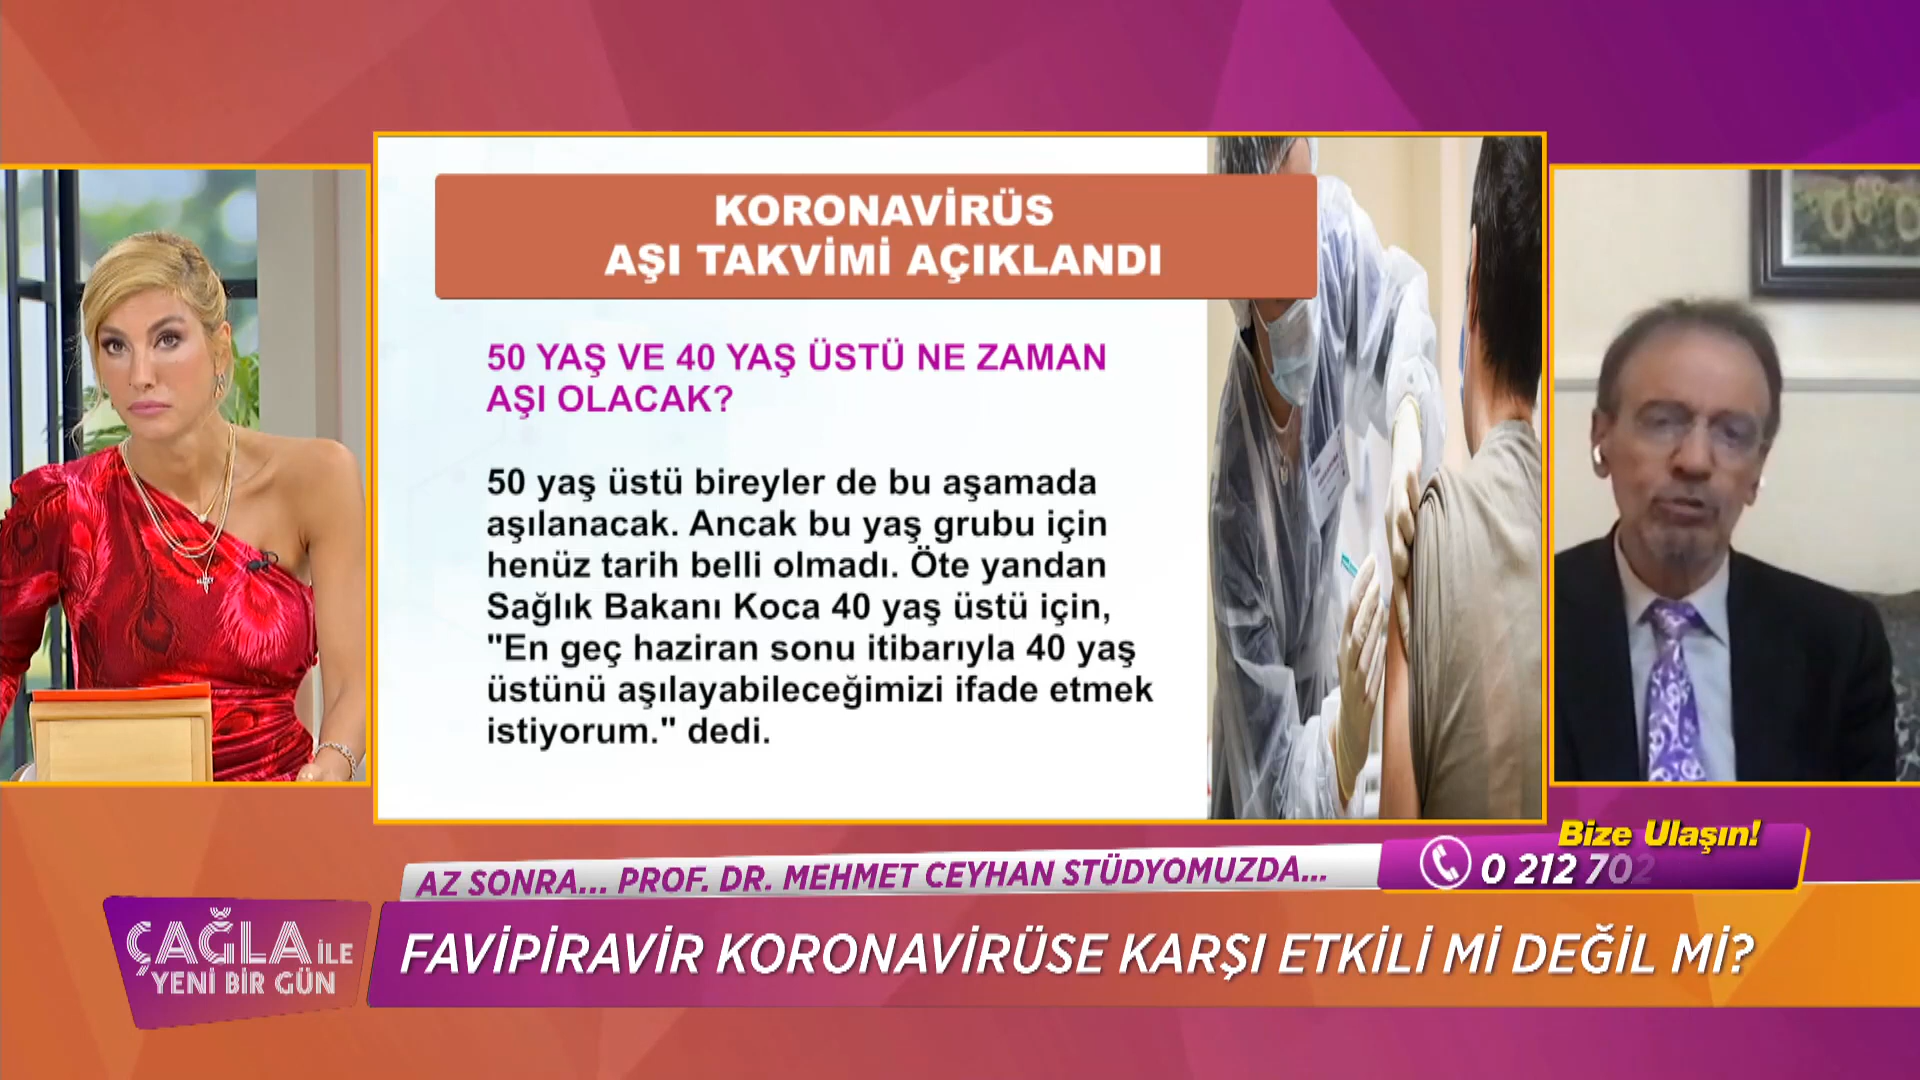 KORONAVİRÜS
AŞI TAKVİMİ AÇIKLANDI
50 YAŞ VE 40 YAŞ ÜSTÜ NE ZAMAN
AŞI OLACAK?
50 yaş üstü bireyler de bu aşamada
aşılanacak. Ancak bu yaş grubu için
henüz tarih belli olmadı. Öte yandan
Sağlık Bakanı Koca 40 yaş üstü için,
"En geç haziran sonu itibarıyla 40 yaş
üstünü aşılayabileceğimizi ifade etmek
istiyorum." dedi.
Bize Ulaşın!
0 212 702
AZ SONRA... PROF. DR. MEHMET CEYHAN STÜDYOMUZDA...
ÇAĞLA İLE
YENİ BİR GÜN
FAVİPİRAVİR KORONAVİRÜSE KARŞI ETKİLİ Mİ DEĞİL Mİ?